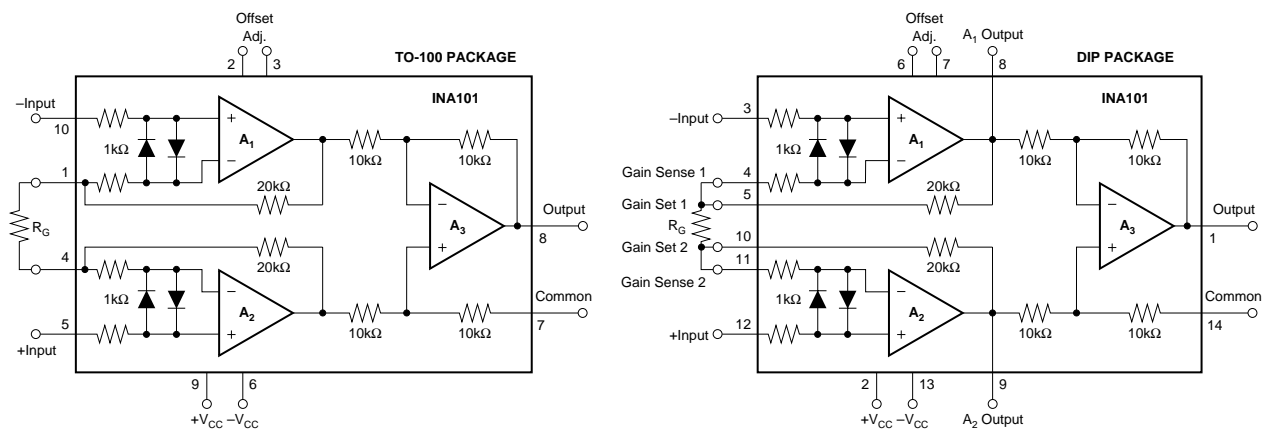 Offset
Adj.
2
3
TO-100 PACKAGE
INA101
–Input
10
1kΩ
+
A1
–
10kΩ
10kΩ
1
20kΩ
RG
–
A3
+
Output
8
4
20kΩ
1kΩ
–
A2
+
10kΩ
10kΩ
Common
7
5
+Input
9
6
+VCC
–VCC
Offset
Adj.
6
7
A1 Output
8
DIP PACKAGE
INA101
–Input
3
1kΩ
+
A1
–
10kΩ
10kΩ
Gain Sense 1
4
Gain Set 1
5
20kΩ
RG
–
A3
+
Output
1
Gain Set 2
10
20kΩ
Gain Sense 2
11
1kΩ
–
A2
+
10kΩ
10kΩ
Common
14
+Input
12
2
13
9
+VCC
–VCC
A2 Output